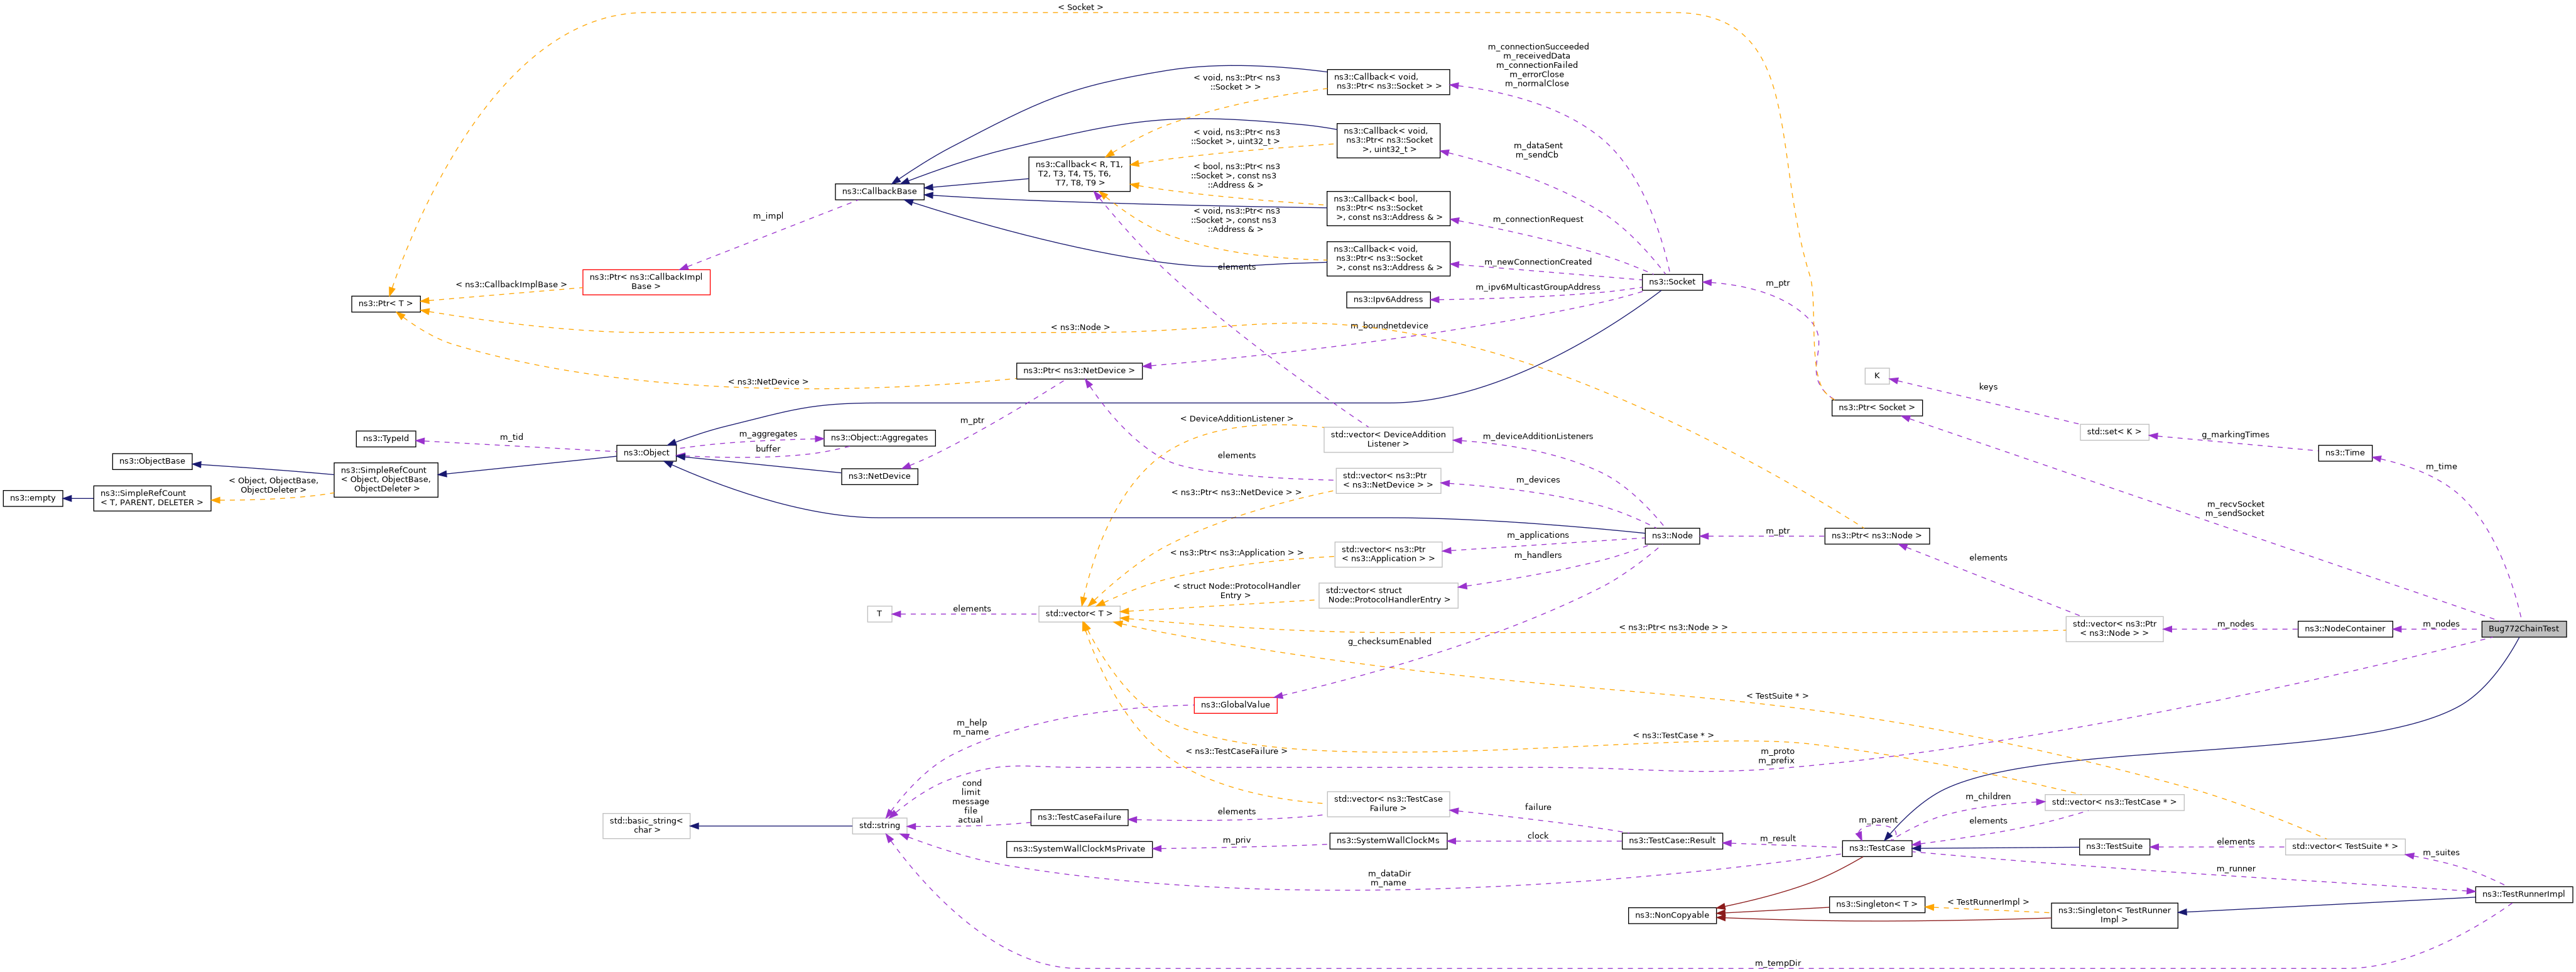 < Socket >
m_connectionSucceeded
m_receivedData
m_connectionFailed
m_errorClose
m_normalClose
ns3::Callback< void,
ns3::Ptr< ns3::Socket > >
< void, ns3::Ptr< ns3
::Socket > >
ns3::Callback< void,
ns3::Ptr< ns3::Socket
>, uint32_t >
< void, ns3::Ptr< ns3
::Socket >, uint32_t >
m_dataSent
m_sendCb
ns3::Callback< R, T1,
T2, T3, T4, T5, T6,
T7, T8, T9 >
< bool, ns3::Ptr< ns3
::Socket >, const ns3
::Address & >
ns3::CallbackBase
ns3::Callback< bool,
ns3::Ptr< ns3::Socket
>, const ns3::Address & >
m_impl
< void, ns3::Ptr< ns3
::Socket >, const ns3
::Address & >
m_connectionRequest
ns3::Callback< void,
ns3::Ptr< ns3::Socket
>, const ns3::Address & >
elements
m_newConnectionCreated
ns3::Ptr< ns3::CallbackImpl
Base >
< ns3::CallbackImplBase >
ns3::Socket
m_ptr
m_ipv6MulticastGroupAddress
ns3::Ptr< T >
ns3::Ipv6Address
< ns3::Node >
m_boundnetdevice
ns3::Ptr< ns3::NetDevice >
K
< ns3::NetDevice >
keys
ns3::Ptr< Socket >
m_ptr
< DeviceAdditionListener >
std::vector< DeviceAddition
Listener >
m_deviceAdditionListeners
std::set< K >
g_markingTimes
ns3::TypeId
m_tid
m_aggregates
ns3::Object::Aggregates
buffer
ns3::Object
ns3::Time
m_time
ns3::ObjectBase
ns3::SimpleRefCount
< Object, ObjectBase,
ObjectDeleter >
elements
ns3::NetDevice
std::vector< ns3::Ptr
< ns3::NetDevice > >
m_devices
< Object, ObjectBase,
ObjectDeleter >
ns3::empty
ns3::SimpleRefCount
< T, PARENT, DELETER >
< ns3::Ptr< ns3::NetDevice > >
m_recvSocket
m_sendSocket
ns3::Node
m_ptr
ns3::Ptr< ns3::Node >
m_applications
std::vector< ns3::Ptr
< ns3::Application > >
< ns3::Ptr< ns3::Application > >
m_handlers
elements
< struct Node::ProtocolHandler
Entry >
std::vector< struct
Node::ProtocolHandlerEntry >
T
elements
std::vector< T >
< ns3::Ptr< ns3::Node > >
std::vector< ns3::Ptr
< ns3::Node > >
m_nodes
ns3::NodeContainer
m_nodes
Bug772ChainTest
g_checksumEnabled
< TestSuite * >
ns3::GlobalValue
m_help
m_name
< ns3::TestCase * >
< ns3::TestCaseFailure >
m_proto
m_prefix
cond
limit
message
file
actual
std::vector< ns3::TestCase
Failure >
failure
m_children
std::vector< ns3::TestCase * >
elements
ns3::TestCaseFailure
m_parent
elements
std::basic_string<
char >
std::string
ns3::SystemWallClockMsPrivate
m_priv
ns3::SystemWallClockMs
clock
ns3::TestCase::Result
m_result
ns3::TestCase
ns3::TestSuite
elements
std::vector< TestSuite * >
m_suites
m_dataDir
m_name
m_runner
ns3::TestRunnerImpl
ns3::NonCopyable
ns3::Singleton< T >
< TestRunnerImpl >
ns3::Singleton< TestRunner
Impl >
m_tempDir